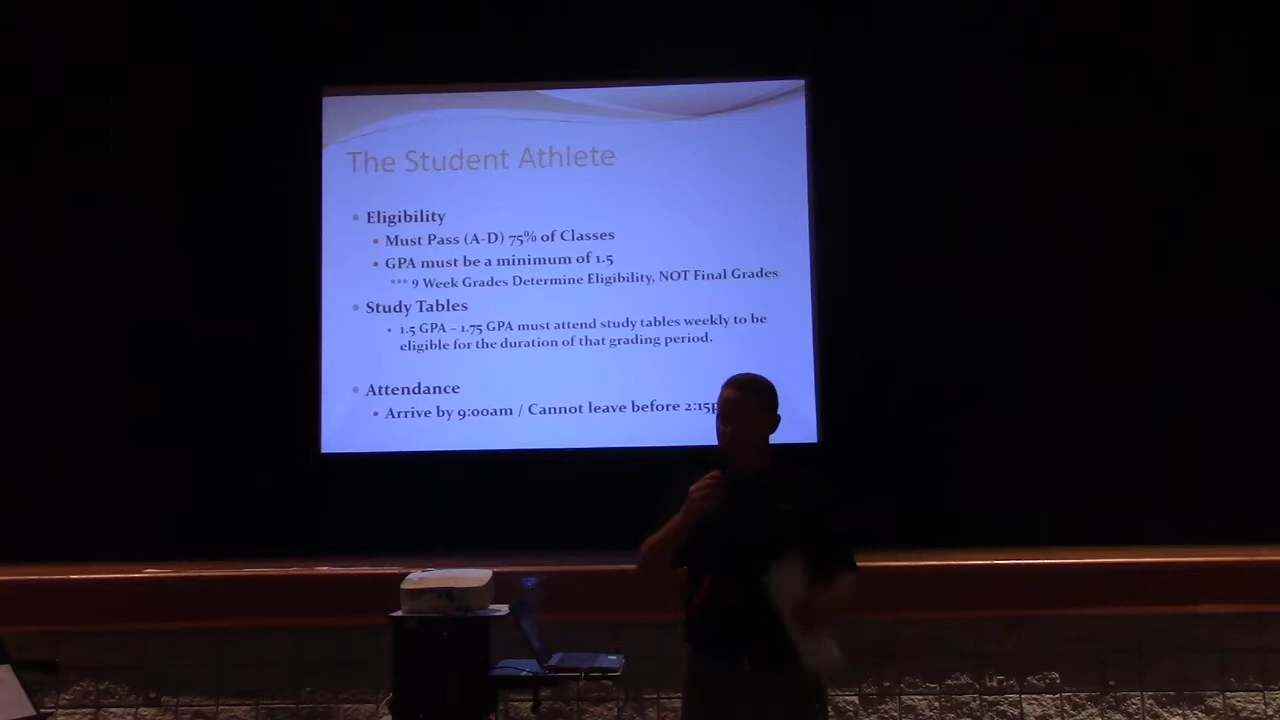 The Student Athlete
Eligibility
Must Pass (A-D) 75% of Classes
GPA must be a minimum of 1.5
*** 9 Week Grades Determine Eligibility, NOT Final Grades
Study Tables
1.5 GPA – 1.75 GPA must attend study tables weekly to be
eligible for the duration of that grading period.
Attendance
Arrive by 9:00am / Cannot leave before 2:15p